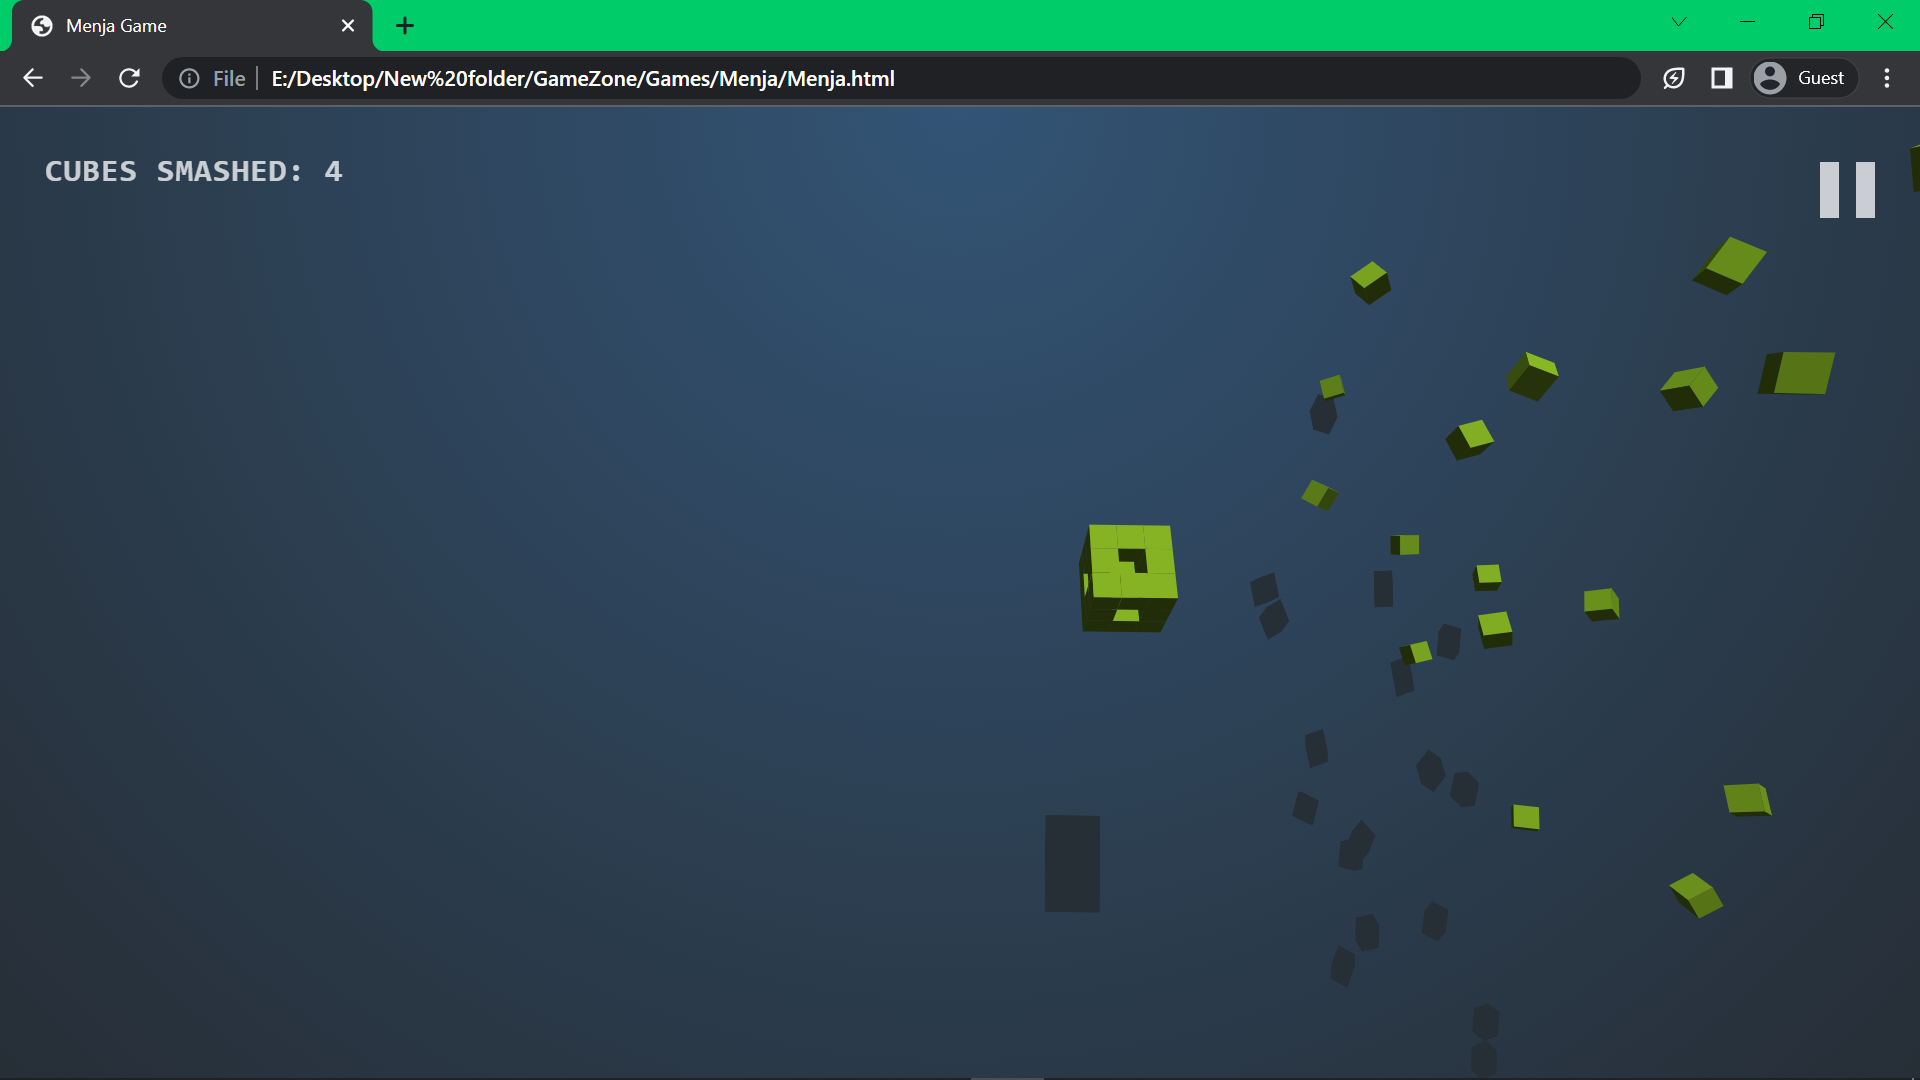 Menja Game
File
E:/Desktop/New%20folder/GameZone/Games/Menja/Menja.html
Guest
CUBES SMASHED: 4